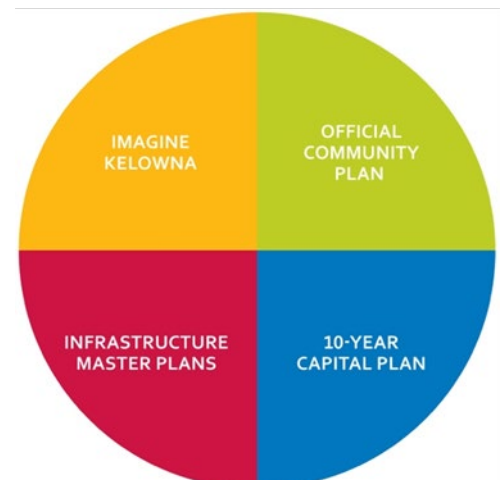 IMAGINE
KELOWNA
OFFICIAL
COMMUNITY
PLAN
INFRASTRUCTURE
MASTER PLANS
10-YEAR
CAPITAL PLAN